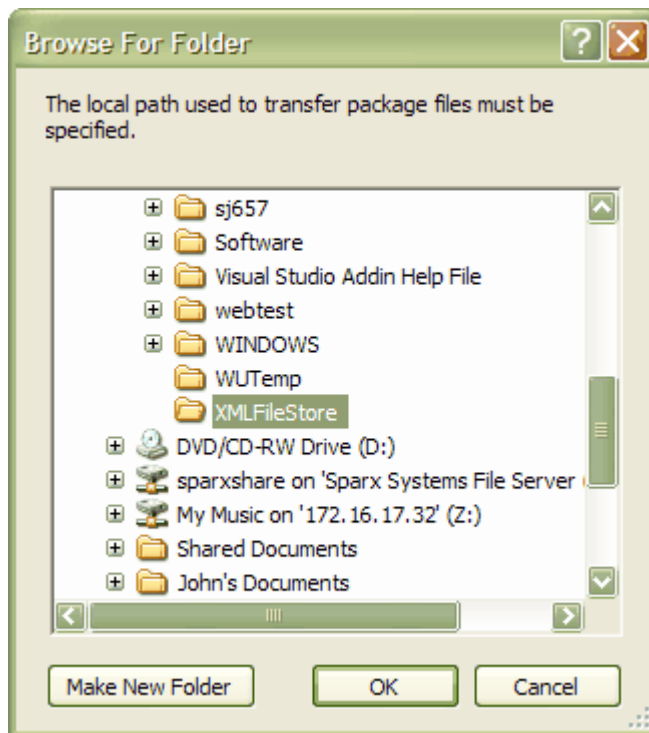 Browse For Folder
The local path used to transfer package files must be
specified.
sj657
Software
Visual Studio Addin Help File
webtest
WINDOWS
WUTemp
XMLFileStore
DVD/CD-RW Drive (D:)
sparxshare on 'Sparx Systems File Server (
My Music on '172.16.17.32' (Z:)
Shared Documents
John's Documents
Make New Folder OK Cancel